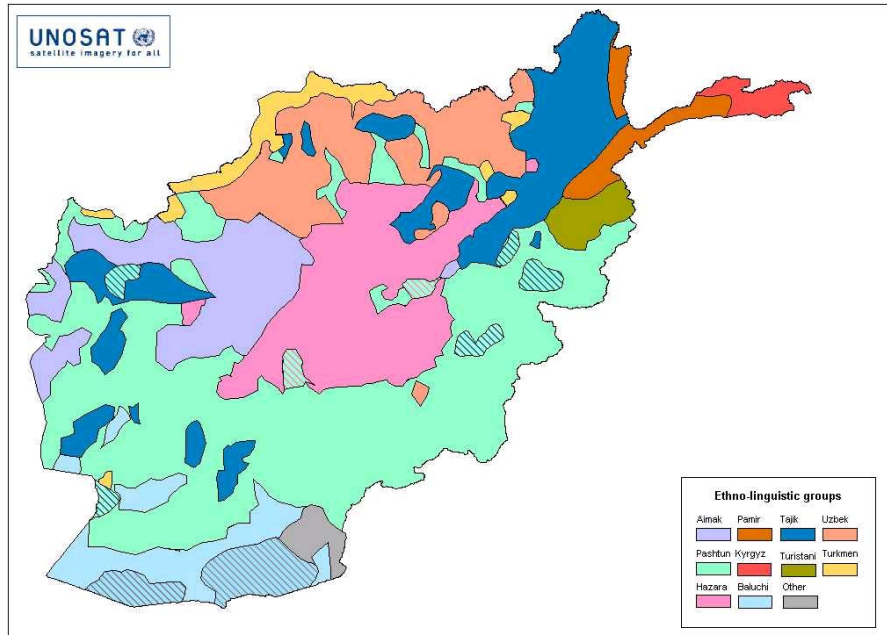 UNOSAT
satellite imagery for all
Ethno-linguistic groups
Aimak Pamir Tajik Uzbek
Pashtun Kyrgyz Turistani Turkmen
Hazara Baluchi Other